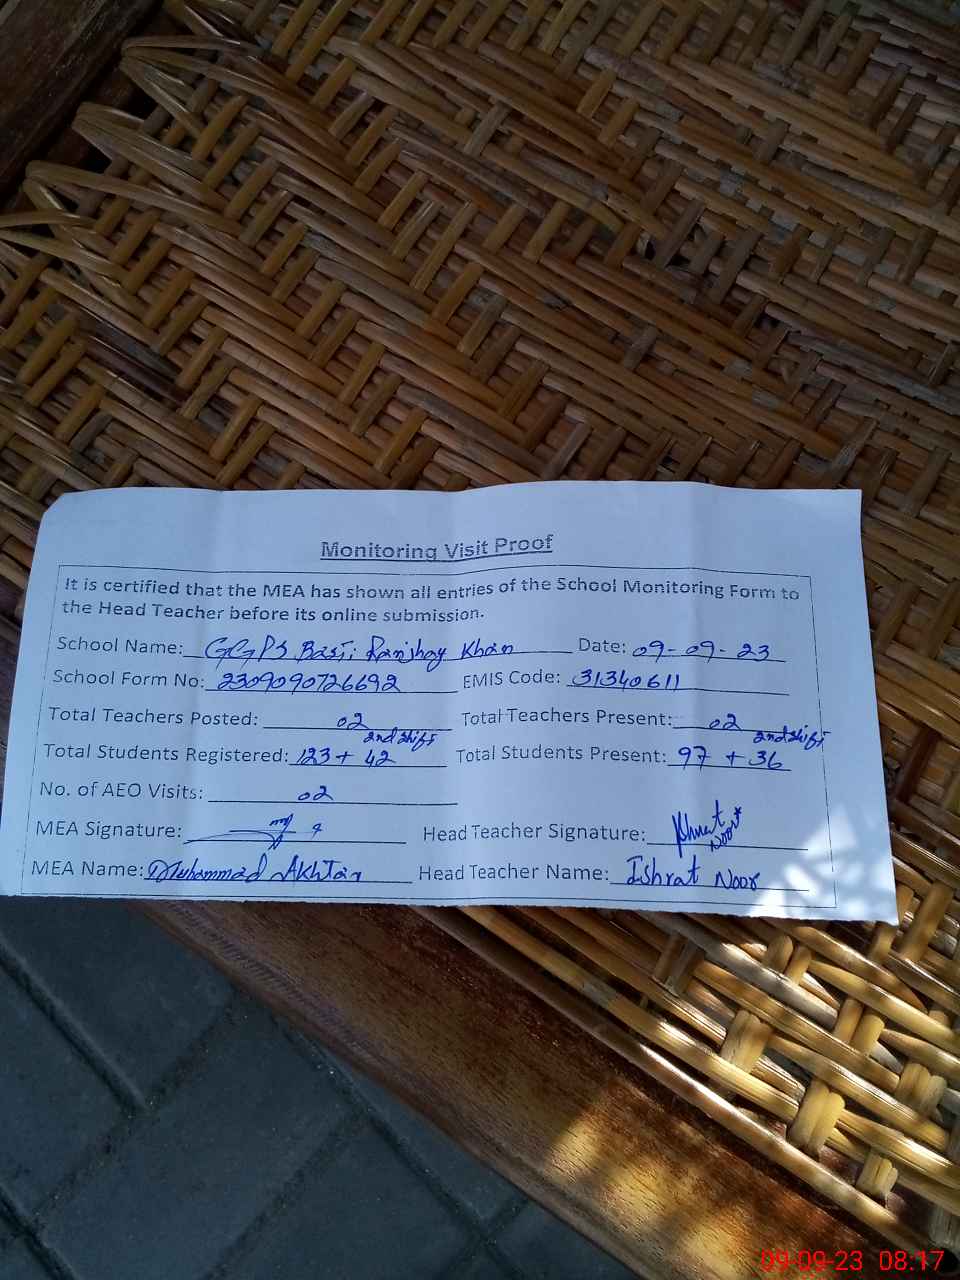 Monitoring Visit Proof
It is certified that the MEA has shown all entries of the School Monitoring Form to
the Head Teacher before its online submission.
School Name: GGPS Basti Ranjhay Khan Date: 09-09-23
School Form No: 2309090726692 EMIS Code: 31340611
Total Teachers Posted: 02 Total Teachers Present: 02
2nd shift 2nd shift
Total Students Registered: 123 + 42 Total Students Present: 97 + 36
No. of AEO Visits: 02
MEA Signature: Head Teacher Signature: Ishrat Noor
MEA Name: Muhammad Akhtar Head Teacher Name: Ishrat Noor
09-09-23 08:17